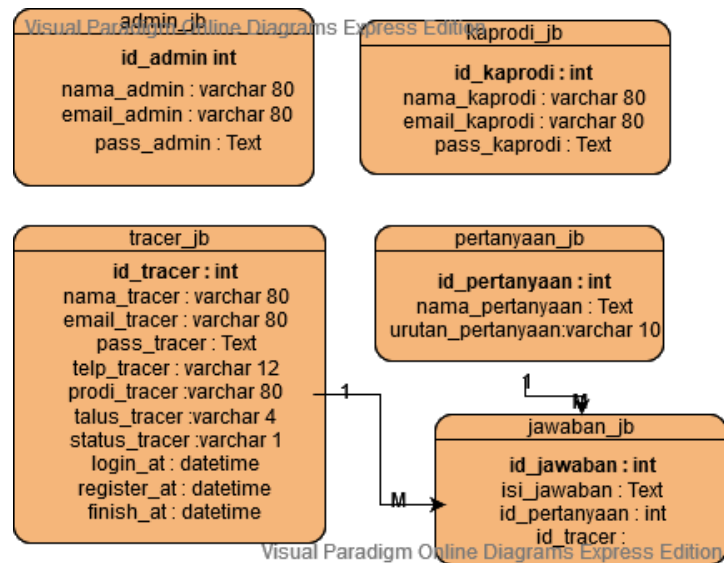 admin_jb
Visual Paradigm Online Diagrams Express Edition
id_admin int
nama_admin : varchar 80
email_admin : varchar 80
pass_admin : Text
kaprodi_jb
id_kaprodi : int
nama_kaprodi : varchar 80
email_kaprodi : varchar 80
pass_kaprodi : Text
tracer_jb
id_tracer : int
nama_tracer : varchar 80
email_tracer : varchar 80
pass_tracer : Text
telp_tracer : varchar 12
prodi_tracer :varchar 80
talus_tracer :varchar 4
status_tracer :varchar 1
login_at : datetime
register_at : datetime
finish_at : datetime
pertanyaan_jb
id_pertanyaan : int
nama_pertanyaan : Text
urutan_pertanyaan:varchar 10
1
M
1
M
jawaban_jb
id_jawaban : int
isi_jawaban : Text
id_pertanyaan : int
id_tracer :
Visual Paradigm Online Diagrams Express Edition